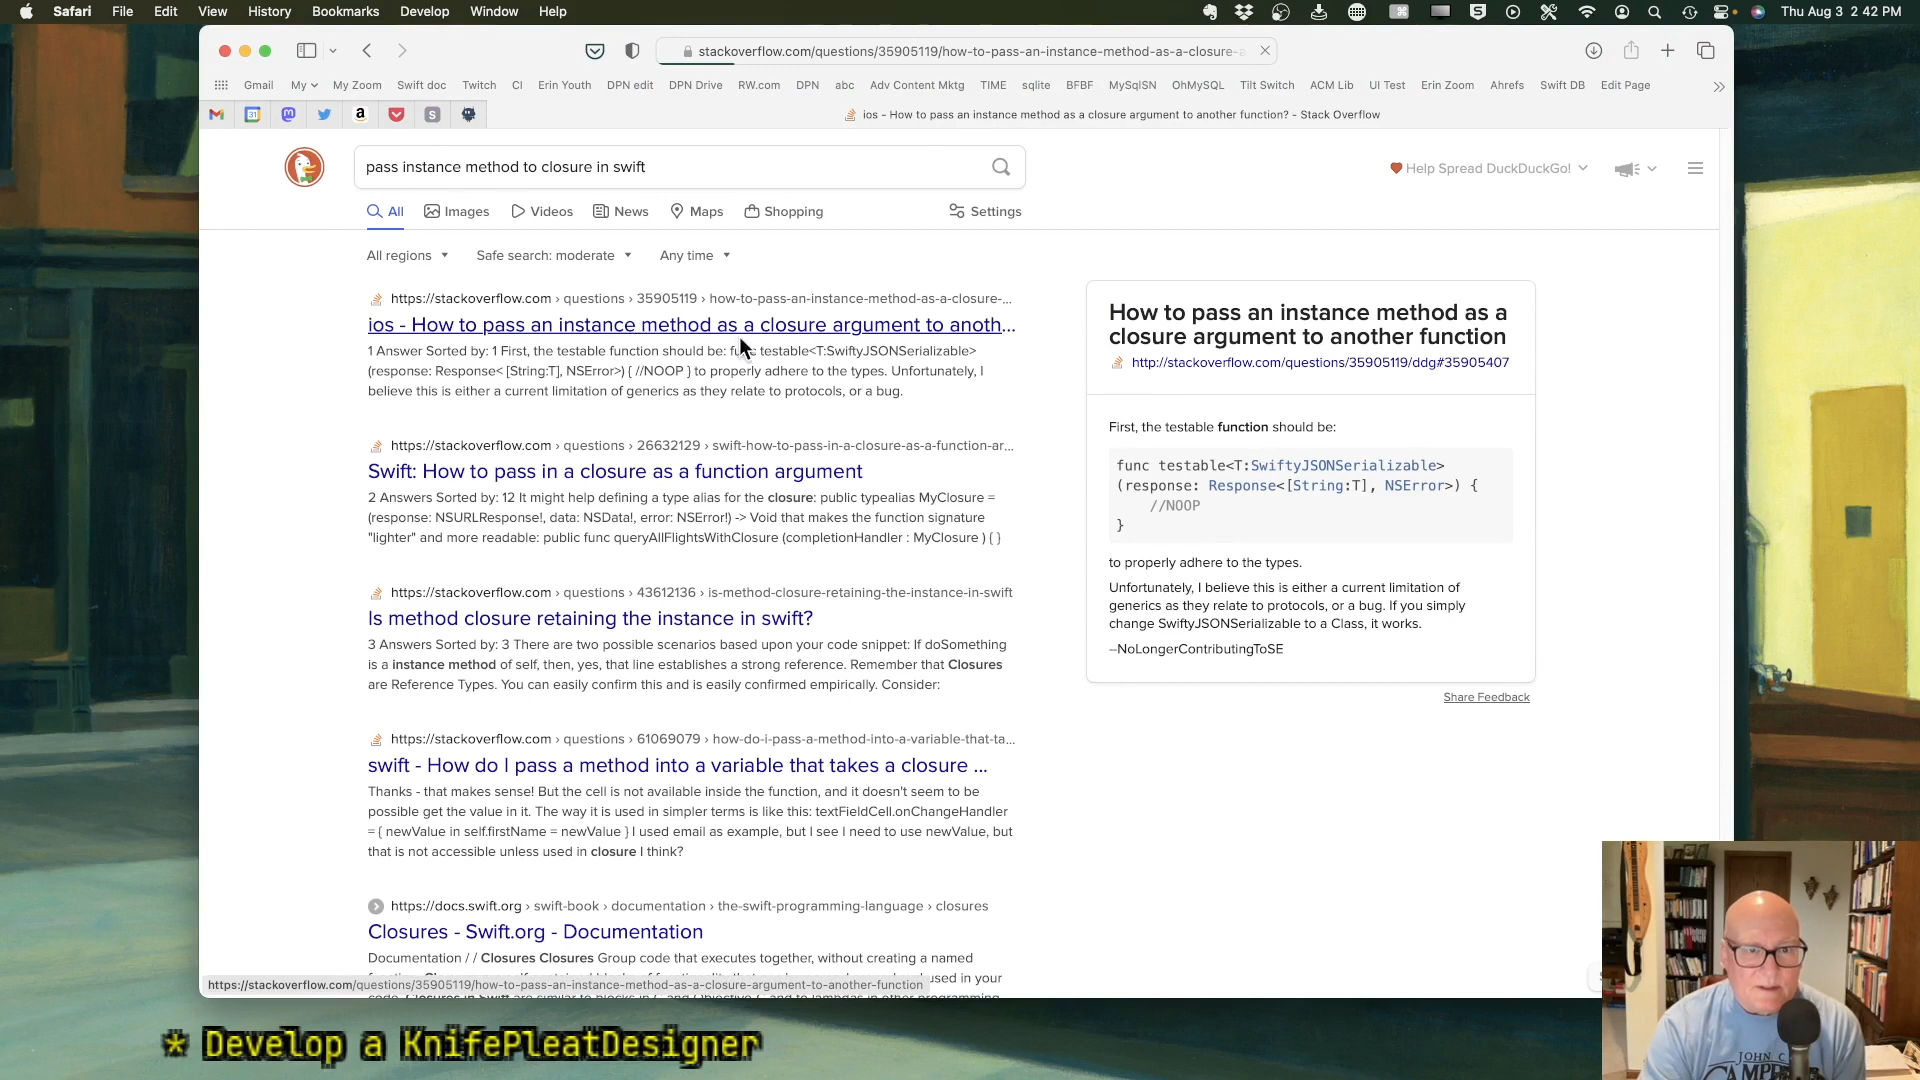 Safari File Edit View History Bookmarks Develop Window Help Thu Aug 3 2:42 PM
stackoverflow.com/questions/35905119/how-to-pass-an-instance-method-as-a-closure-a
Gmail My My Zoom Swift doc Twitch CI Erin Youth DPN edit DPN Drive RW.com DPN abc Adv Content Mktg TIME sqlite BFBF MySqlSN OhMySQL Tilt Switch ACM Lib UI Test Erin Zoom Ahrefs Swift DB Edit Page
ios - How to pass an instance method as a closure argument to another function? - Stack Overflow
pass instance method to closure in swift
Help Spread DuckDuckGo!
All Images Videos News Maps Shopping Settings
All regions Safe search: moderate Any time
https://stackoverflow.com › questions › 35905119 › how-to-pass-an-instance-method-as-a-closure-...
ios - How to pass an instance method as a closure argument to anoth...
1 Answer Sorted by: 1 First, the testable function should be: testable<T:SwiftyJSONSerializable>
(response: Response< [String:T], NSError>) { //NOOP } to properly adhere to the types. Unfortunately, I
believe this is either a current limitation of generics as they relate to protocols, or a bug.
https://stackoverflow.com › questions › 26632129 › swift-how-to-pass-in-a-closure-as-a-function-ar...
Swift: How to pass in a closure as a function argument
2 Answers Sorted by: 12 It might help defining a type alias for the closure: public typealias MyClosure =
(response: NSURLResponse!, data: NSData!, error: NSError!) -> Void that makes the function signature
"lighter" and more readable: public func queryAllFlightsWithClosure (completionHandler : MyClosure ) { }
https://stackoverflow.com › questions › 43612136 › is-method-closure-retaining-the-instance-in-swift
Is method closure retaining the instance in swift?
3 Answers Sorted by: 3 There are two possible scenarios based upon your code snippet: If doSomething
is a instance method of self, then, yes, that line establishes a strong reference. Remember that Closures
are Reference Types. You can easily confirm this and is easily confirmed empirically. Consider:
https://stackoverflow.com › questions › 61069079 › how-do-i-pass-a-method-into-a-variable-that-ta...
swift - How do I pass a method into a variable that takes a closure ...
Thanks - that makes sense! But the cell is not available inside the function, and it doesn't seem to be
possible get the value in it. The way it is used in simpler terms is like this: textFieldCell.onChangeHandler
= { newValue in self.firstName = newValue } I used email as example, but I see I need to use newValue, but
that is not accessible unless used in closure I think?
https://docs.swift.org › swift-book › documentation › the-swift-programming-language › closures
Closures - Swift.org - Documentation
Documentation / / Closures Closures Group code that executes together, without creating a named
used in your
https://stackoverflow.com/questions/35905119/how-to-pass-an-instance-method-as-a-closure-argument-to-another-function
How to pass an instance method as a
closure argument to another function
http://stackoverflow.com/questions/35905119/ddg#35905407
First, the testable function should be:
func testable<T:SwiftyJSONSerializable>
(response: Response<[String:T], NSError>) {
//NOOP
}
to properly adhere to the types.
Unfortunately, I believe this is either a current limitation of
generics as they relate to protocols, or a bug. If you simply
change SwiftyJSONSerializable to a Class, it works.
–NoLongerContributingToSE
Share Feedback
* Develop a KnifePleatDesigner
JOHN C